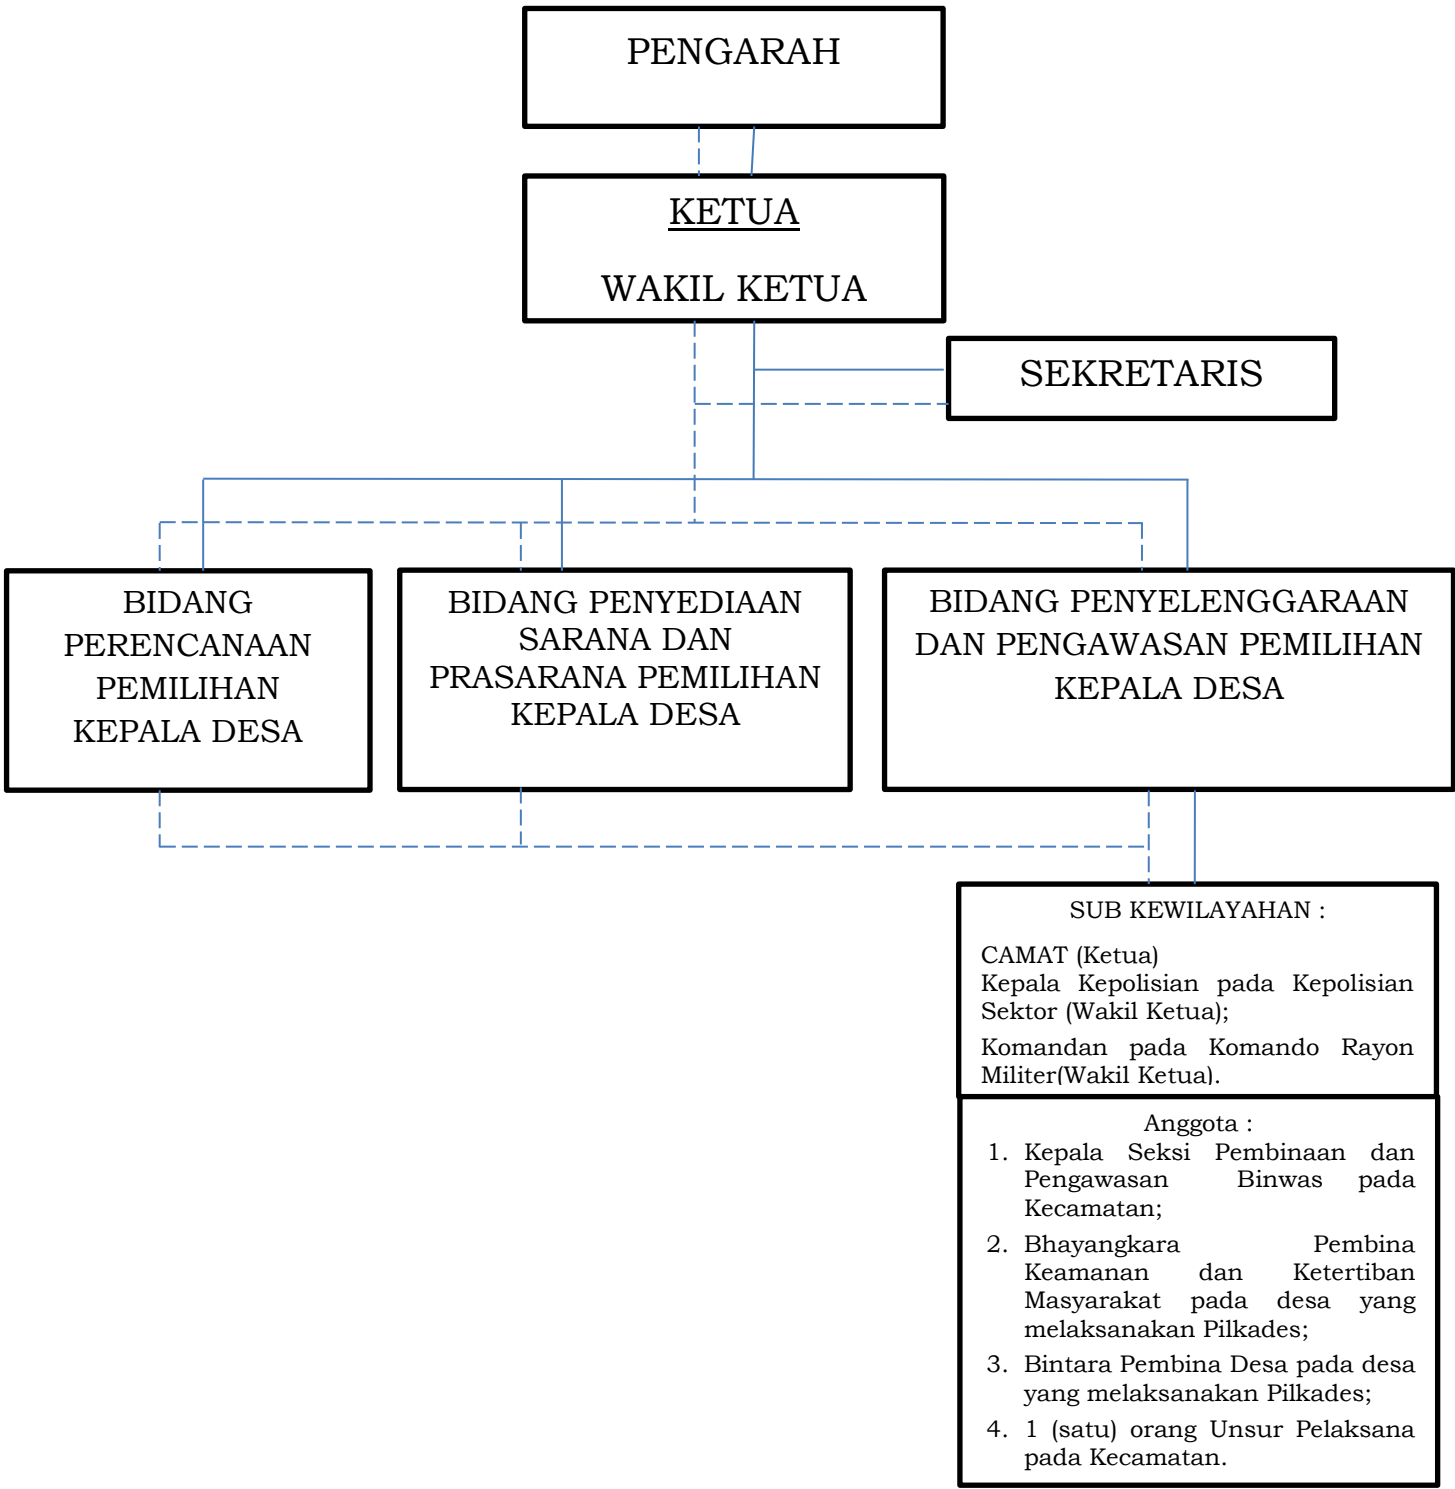 PENGARAH
KETUA
WAKIL KETUA
SEKRETARIS
BIDANG
PERENCANAAN
PEMILIHAN
KEPALA DESA
BIDANG PENYEDIAAN
SARANA DAN
PRASARANA PEMILIHAN
KEPALA DESA
BIDANG PENYELENGGARAAN
DAN PENGAWASAN PEMILIHAN
KEPALA DESA
SUB KEWILAYAHAN :
CAMAT (Ketua)
Kepala Kepolisian pada Kepolisian
Sektor (Wakil Ketua);
Komandan pada Komando Rayon
Militer(Wakil Ketua).
Anggota :
1. Kepala Seksi Pembinaan dan
Pengawasan Binwas pada
Kecamatan;
2. Bhayangkara Pembina
Keamanan dan Ketertiban
Masyarakat pada desa yang
melaksanakan Pilkades;
3. Bintara Pembina Desa pada desa
yang melaksanakan Pilkades;
4. 1 (satu) orang Unsur Pelaksana
pada Kecamatan.